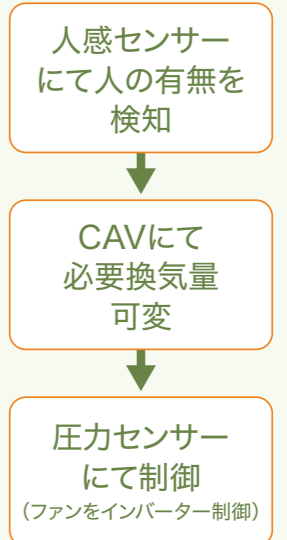 人感センサー
にて人の有無を
検知
CAVにて
必要換気量
可変
圧力センサー
にて制御
（ファンをインバーター制御）